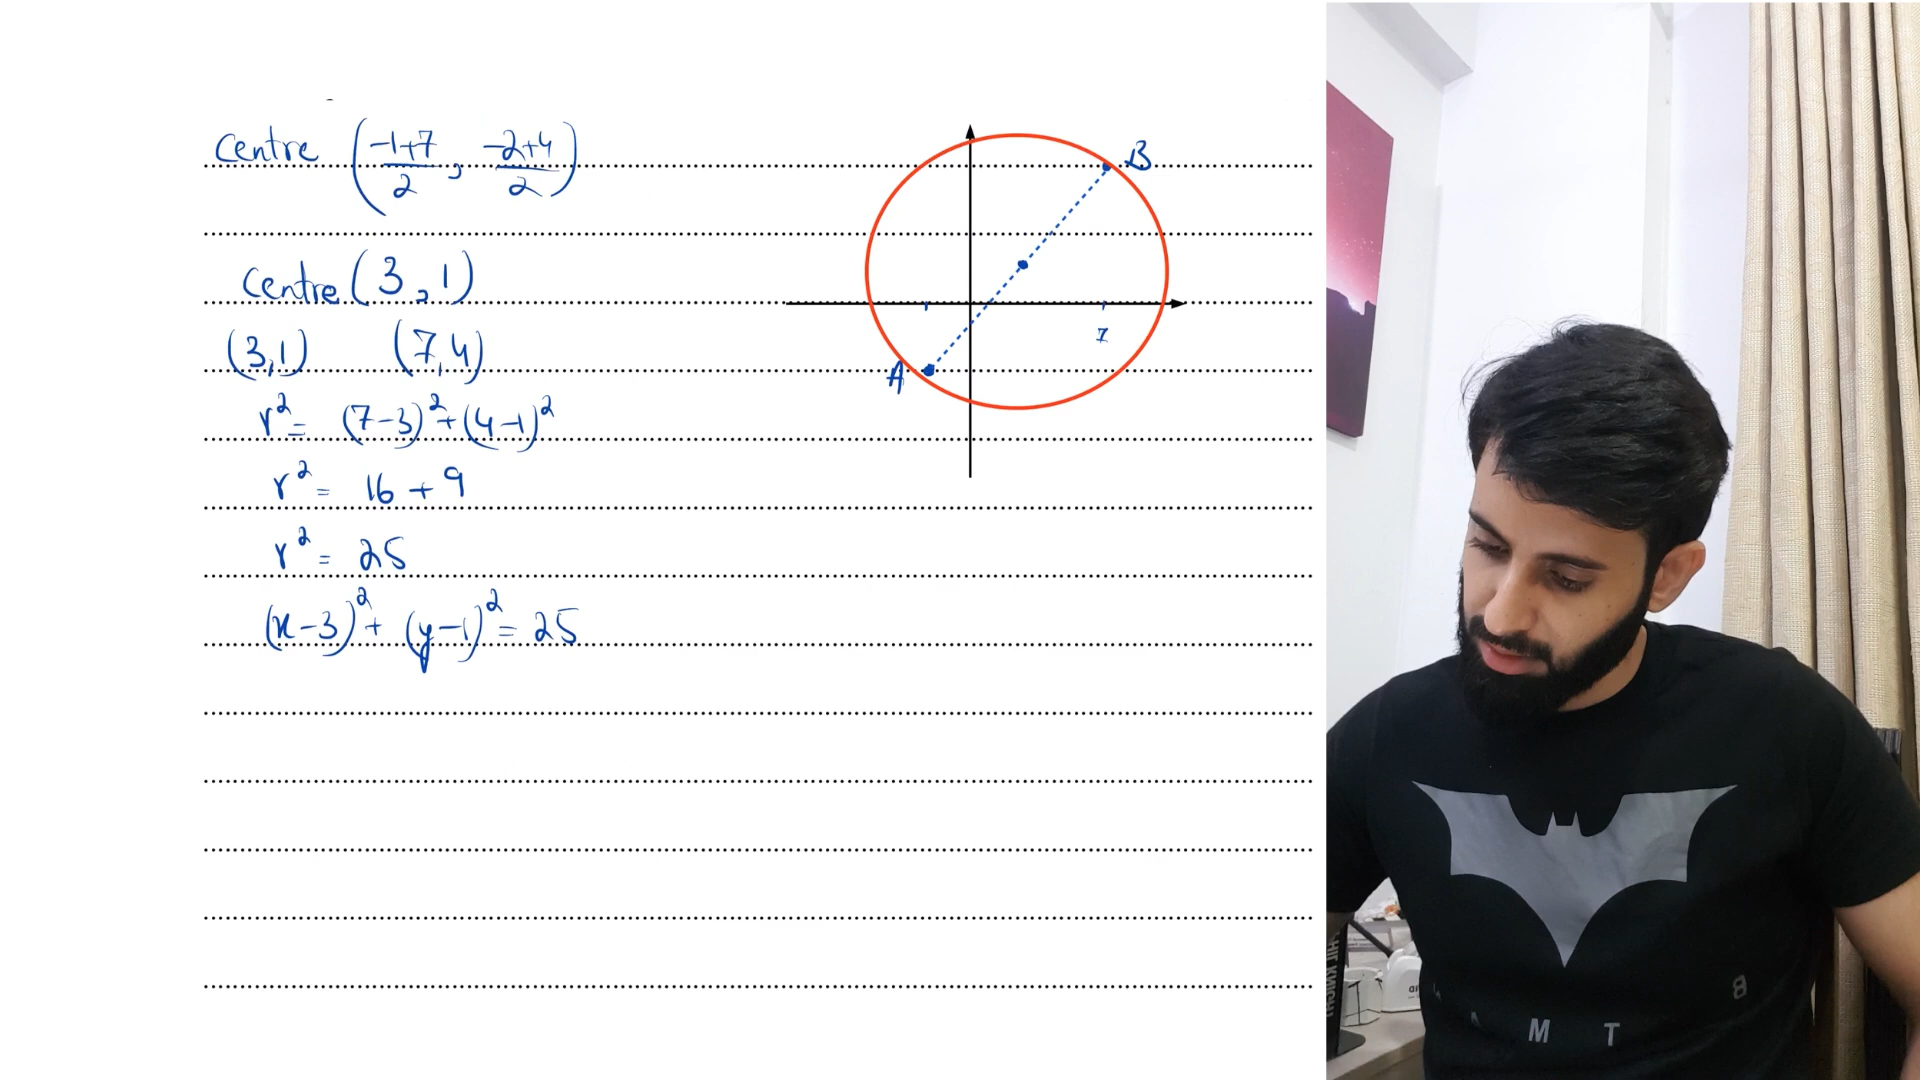 centre (-1+7/2, -2+4/2)
centre (3,1)
(3,1) (7,4)
r² = (7-3)² + (4-1)²
r² = 16 + 9
r² = 25
(x-3)² + (y-1)² = 25
B
7
A
M T
8